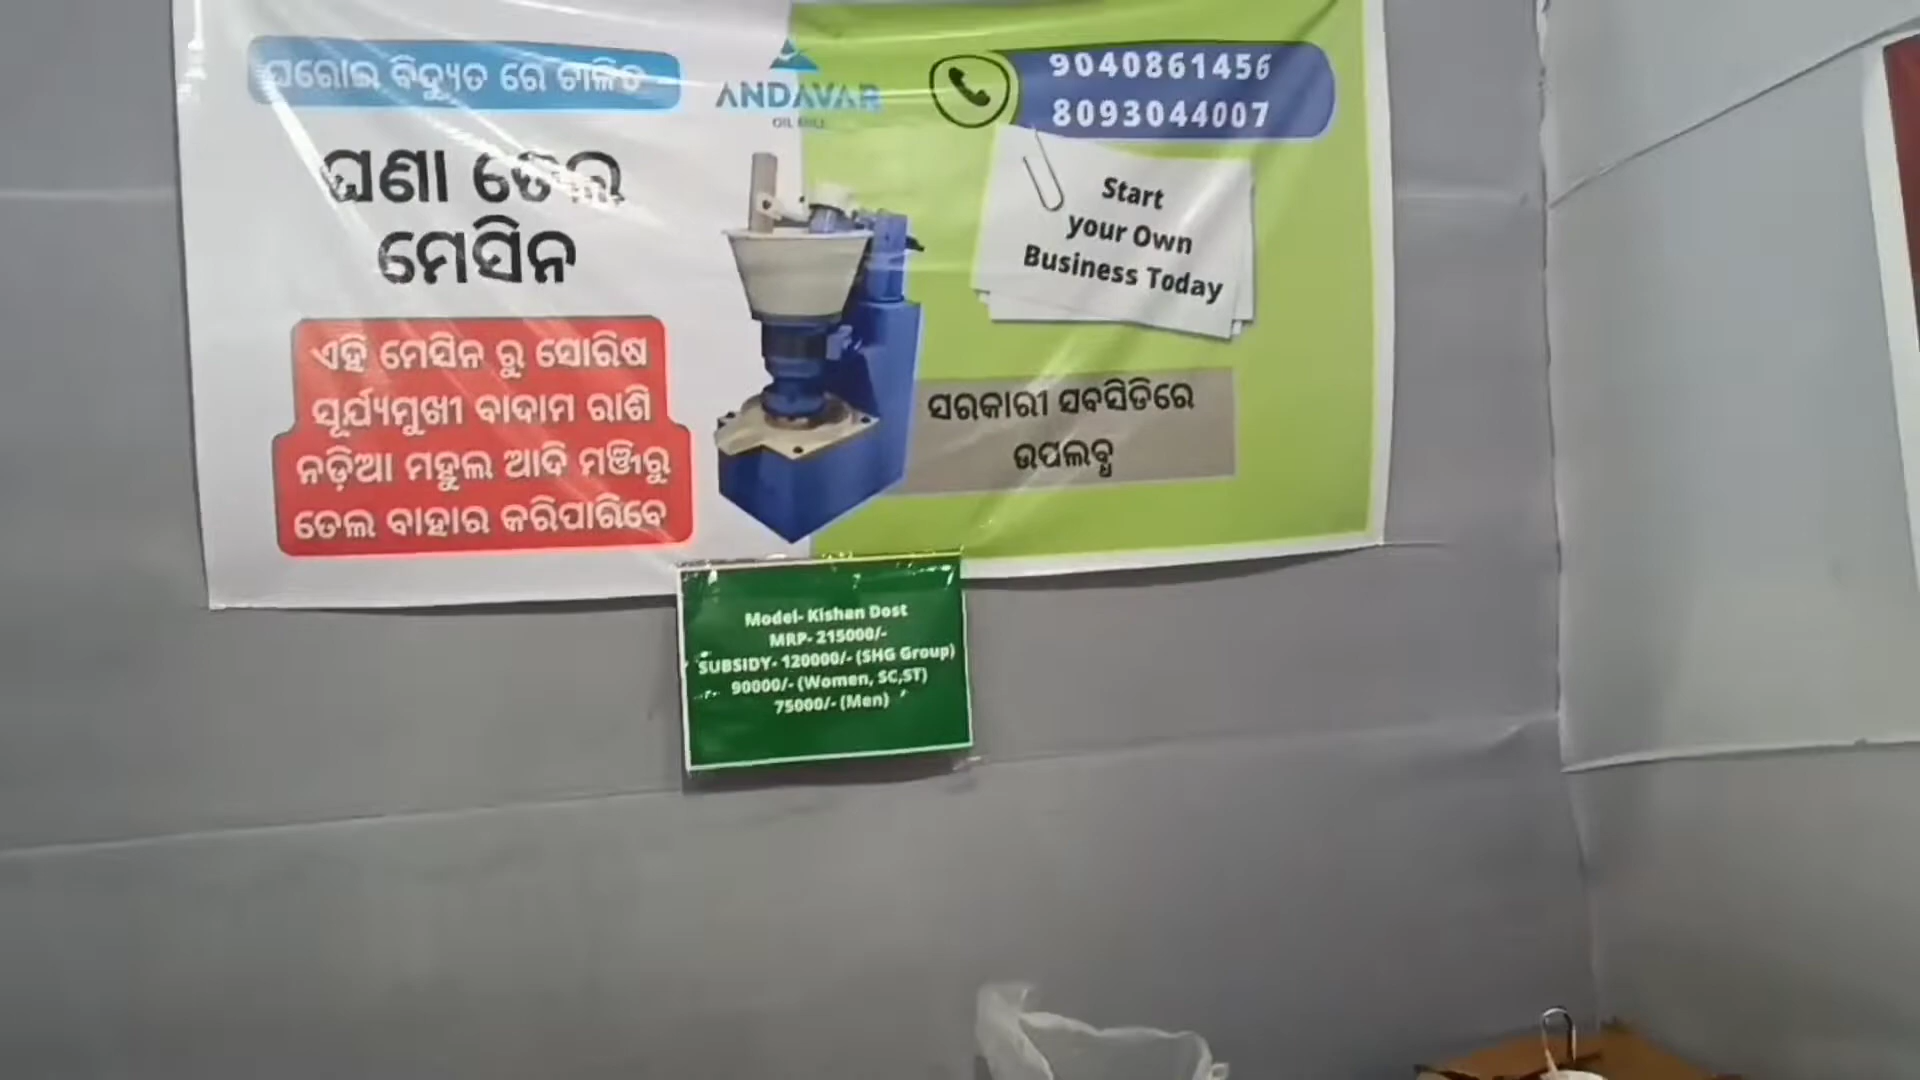 ଘରୋଇ ବିଦ୍ୟୁତ ରେ ଚାଳିତ
ଘଣା ତେଲ
ମେସିନ
ଏହି ମେସିନ ରୁ ସୋରିଷ
ସୂର୍ଯ୍ୟମୁଖୀ ବାଦାମ ରାଶି
ନଡ଼ିଆ ମହୁଲ ଆଦି ମଞ୍ଜିରୁ
ତେଲ ବାହାର କରିପାରିବେ
ANDAVAR
OIL MILL
9040861456
8093044007
Start
your Own
Business Today
ସରକାରୀ ସବସିଡିରେ
ଉପଲବ୍ଧ
Model- Kishan Dost
MRP- 215000/-
SUBSIDY- 120000/- (SHG Group)
90000/- (Women, SC,ST)
75000/- (Men)